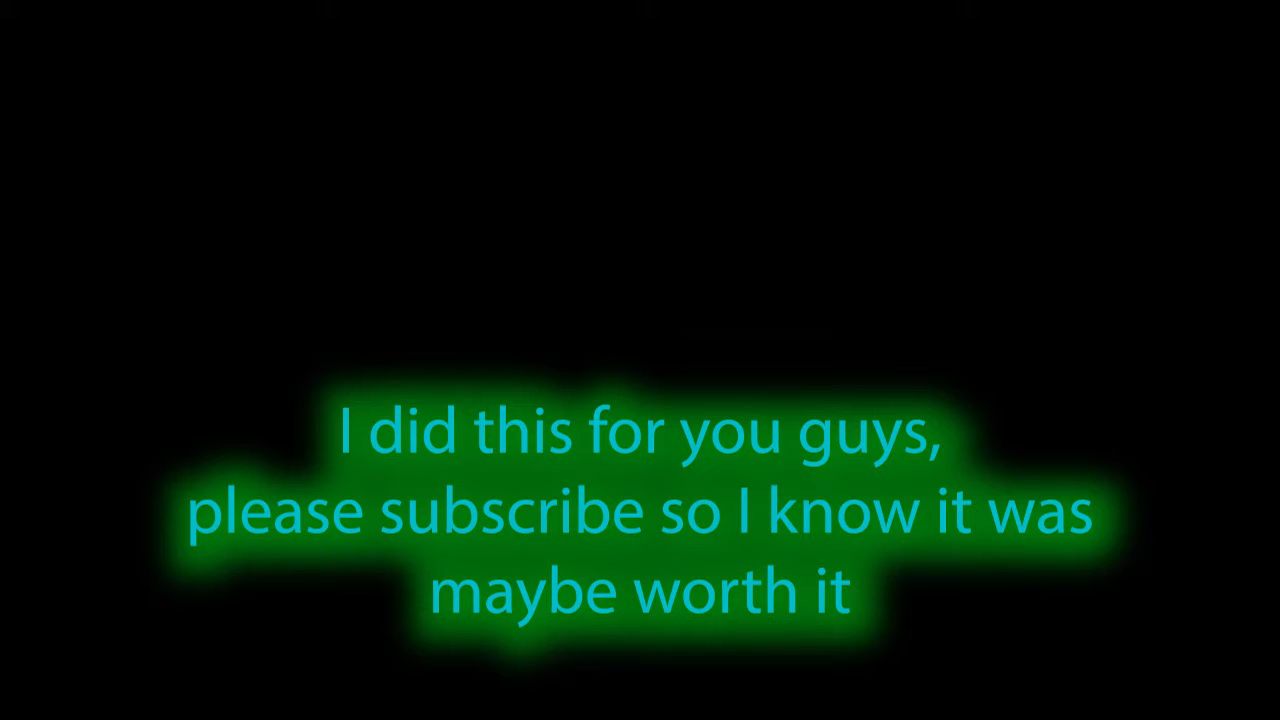 I did this for you guys,
please subscribe so I know it was
maybe worth it